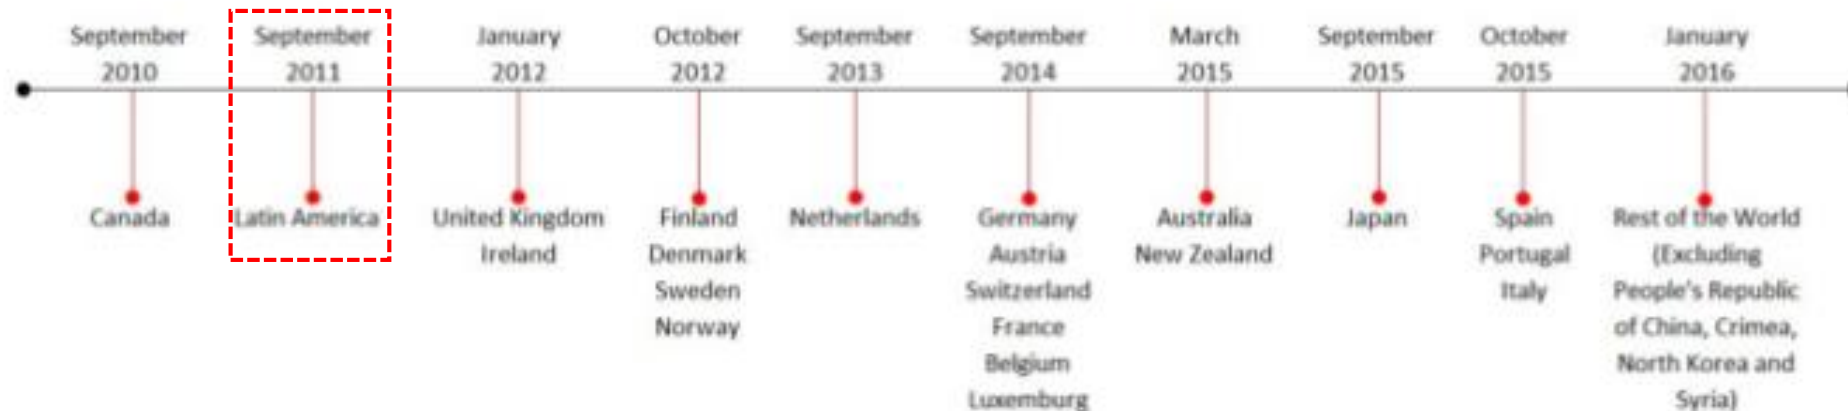 September
2010
September
2011
January
2012
October
2012
September
2013
September
2014
March
2015
September
2015
October
2015
January
2016
Canada
Latin America
United Kingdom
Ireland
Finland
Denmark
Sweden
Norway
Netherlands
Germany
Austria
Switzerland
France
Belgium
Luxemburg
Australia
New Zealand
Japan
Spain
Portugal
Italy
Rest of the World
(Excluding
People's Republic
of China, Crimea,
North Korea and
Syria)